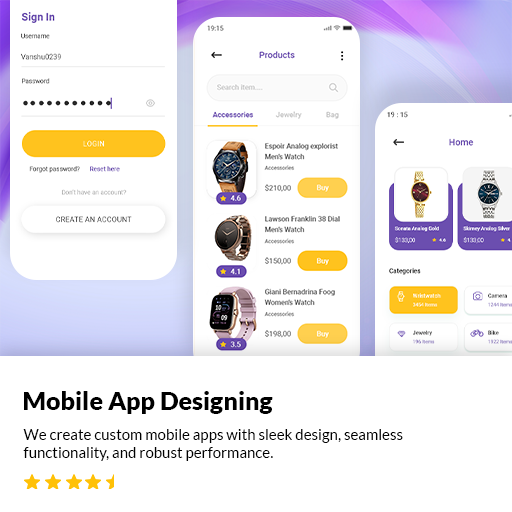 Sign In
Username
Vanshu0239
Password
LOGIN
Forgot password? Reset here
Don't have an account?
CREATE AN ACCOUNT
19:15
Products
Search Item...
Accessories Jewelry Bag
Espoir Analog explorist
Men's Watch
Accessories
$210,00 Buy
4.6
Lawson Franklin 38 Dial
Men's Watch
Accessories
$150,00 Buy
4.1
Giani Bernadrina Foog
Women's Watch
Accessories
$198,00 Buy
3.5
19 : 15
Home
Sonata Analog Gold
$133,00 4.6
Skimey Analog Silver
$133,00 4
Categories
Wristwatch
Camera
1244 Items
Jewelry
196 Items
Bike
1322 Items
Mobile App Designing
We create custom mobile apps with sleek design, seamless
functionality, and robust performance.